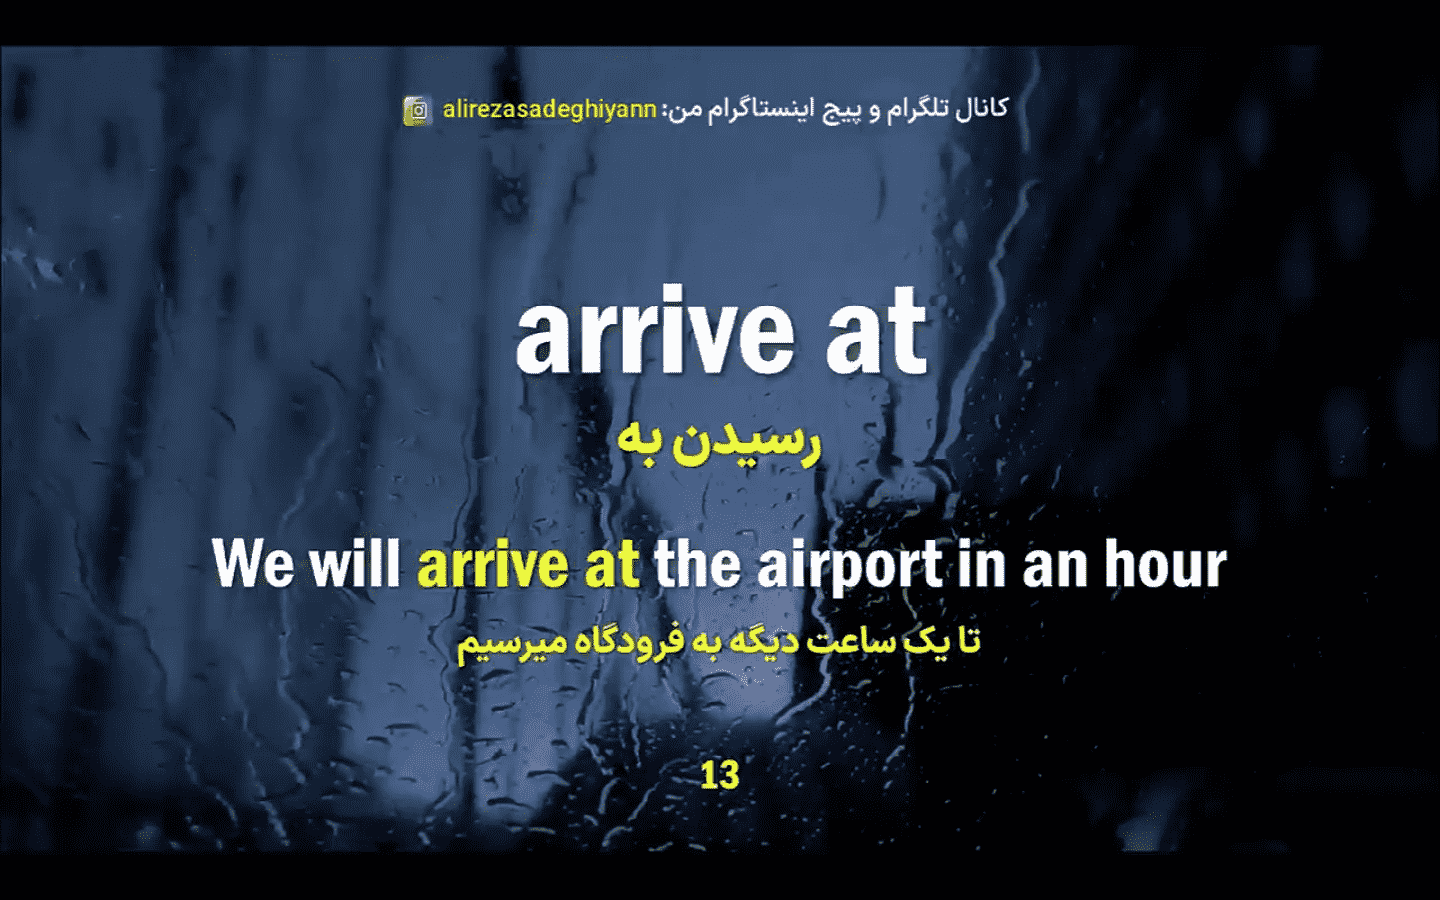 کانال تلگرام و پیج اینستاگرام من: alirezasadeghiyann
arrive at
رسیدن به
We will arrive at the airport in an hour
تا یک ساعت دیگه به فرودگاه میرسیم
13